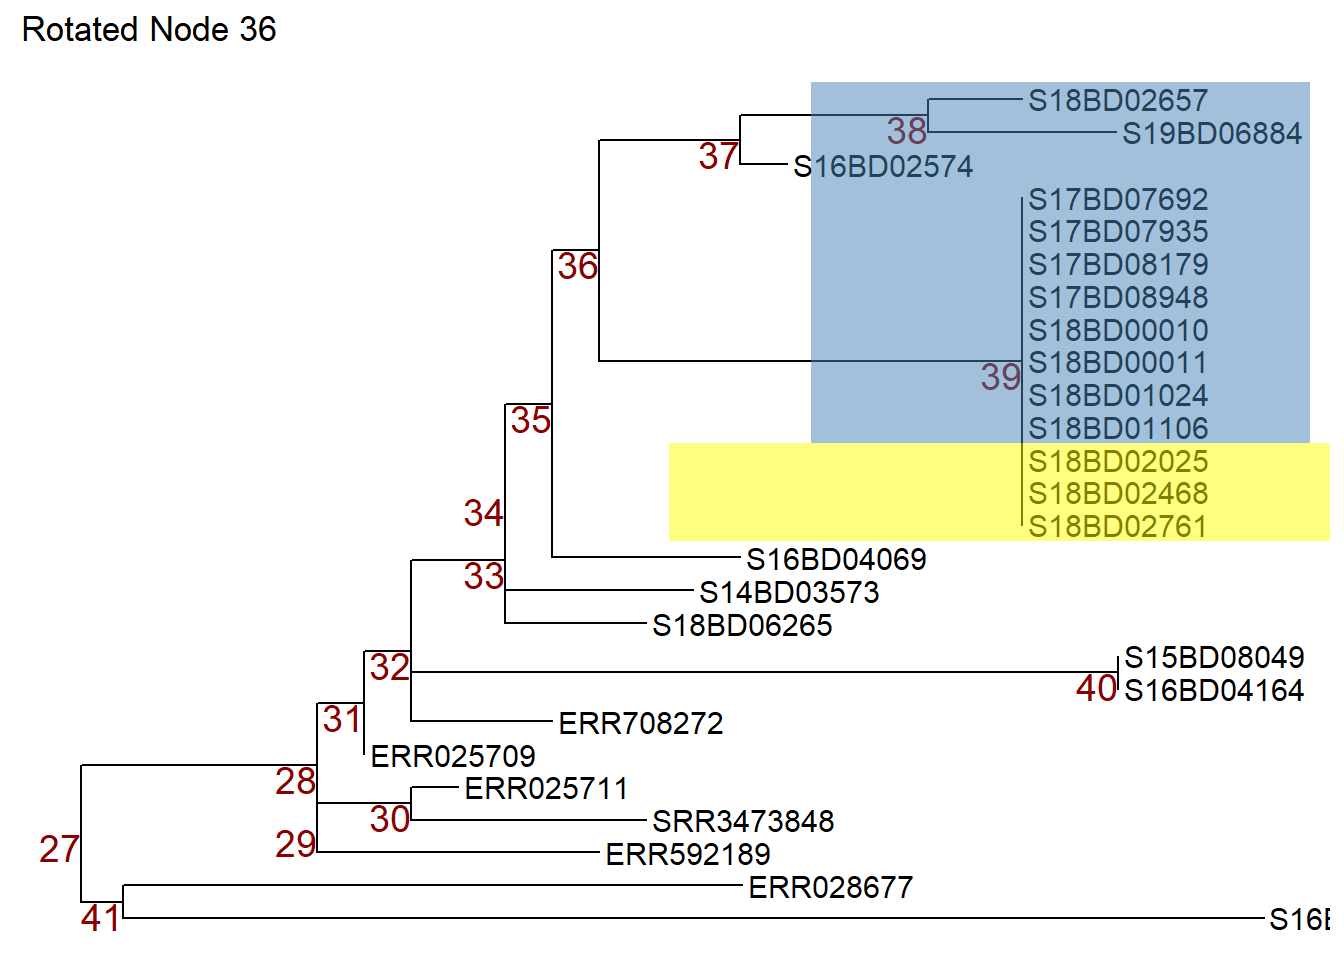 Rotated Node 36
S18BD02657
38
S19BD06884
37
S16BD02574
S17BD07692
S17BD07935
36
S17BD08179
S17BD08948
S18BD00010
S18BD00011
39
S18BD01024
35
S18BD01106
S18BD02025
S18BD02468
34
S18BD02761
S16BD04069
33
S14BD03573
S18BD06265
S15BD08049
32
40
S16BD04164
31
ERR708272
ERR025709
28
ERR025711
30
SRR3473848
29
27
ERR592189
ERR028677
41
S16